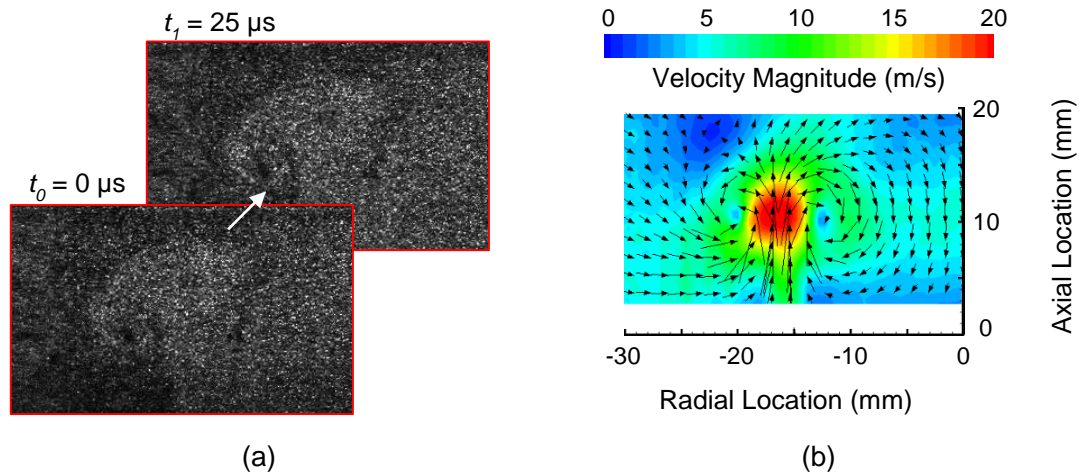 t₁ = 25 µs
t₀ = 0 µs
(a)
0 5 10 15 20
Velocity Magnitude (m/s)
20
10
0
Axial Location (mm)
-30 -20 -10 0
Radial Location (mm)
(b)